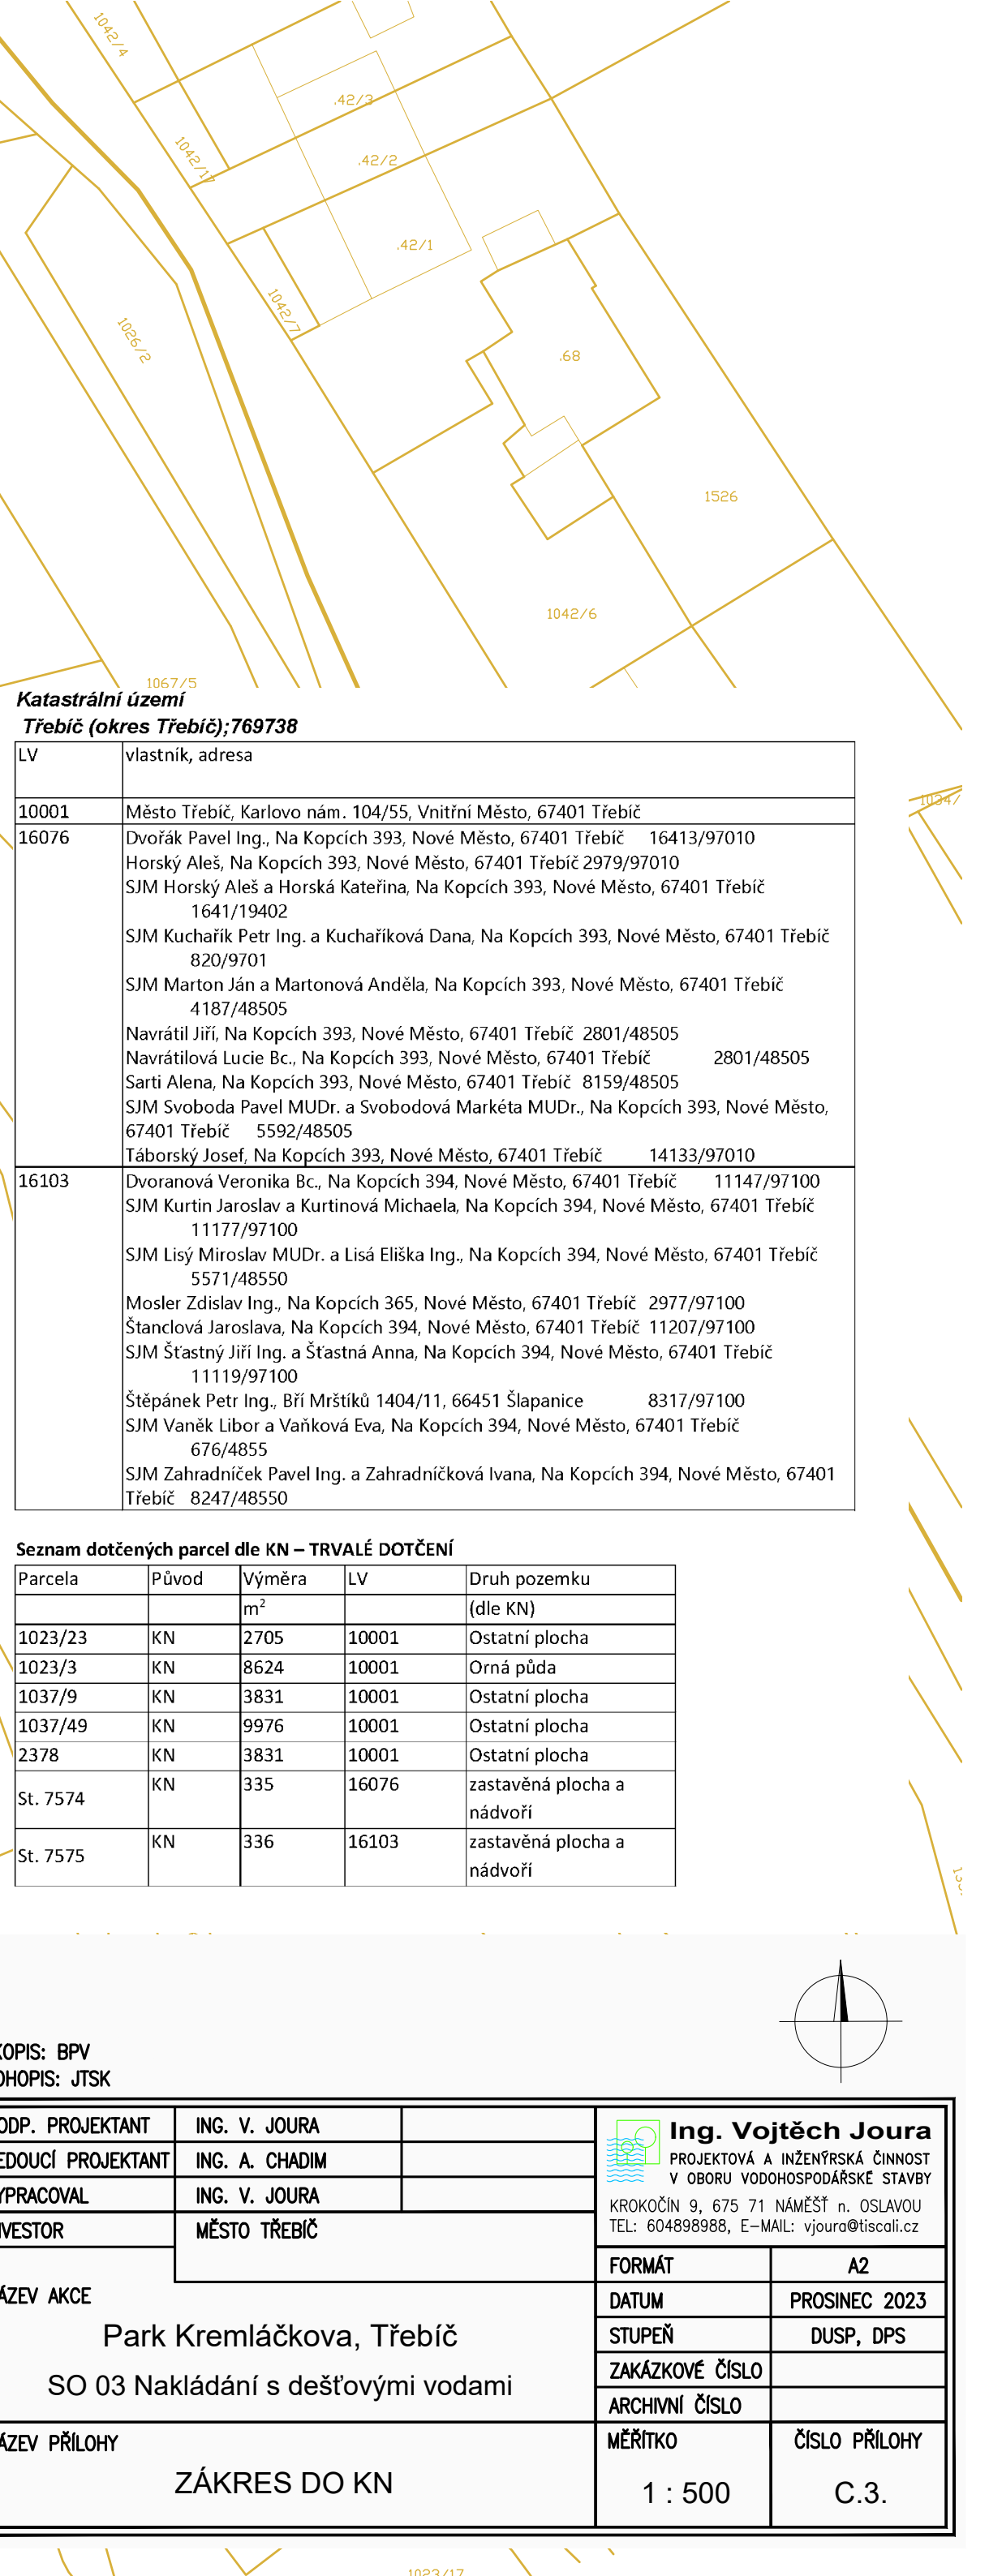 1042/4
.42/3
1042/17
.42/2
.42/1
1042/7
1026/2
.68
1526
1042/6
1067/5
Katastrální území
Třebíč (okres Třebíč);769738
LV vlastník, adresa
1034/
10001 Město Třebíč, Karlovo nám. 104/55, Vnitřní Město, 67401 Třebíč
16076 Dvořák Pavel Ing., Na Kopcích 393, Nové Město, 67401 Třebíč 16413/97010
Horský Aleš, Na Kopcích 393, Nové Město, 67401 Třebíč 2979/97010
SJM Horský Aleš a Horská Kateřina, Na Kopcích 393, Nové Město, 67401 Třebíč
1641/19402
SJM Kuchařík Petr Ing. a Kuchaříková Dana, Na Kopcích 393, Nové Město, 67401 Třebíč
820/9701
SJM Marton Ján a Martonová Anděla, Na Kopcích 393, Nové Město, 67401 Třebíč
4187/48505
Navrátil Jiří, Na Kopcích 393, Nové Město, 67401 Třebíč 2801/48505
Navrátilová Lucie Bc., Na Kopcích 393, Nové Město, 67401 Třebíč 2801/48505
Sarti Alena, Na Kopcích 393, Nové Město, 67401 Třebíč 8159/48505
SJM Svoboda Pavel MUDr. a Svobodová Markéta MUDr., Na Kopcích 393, Nové Město,
67401 Třebíč 5592/48505
Táborský Josef, Na Kopcích 393, Nové Město, 67401 Třebíč 14133/97010
16103 Dvoranová Veronika Bc., Na Kopcích 394, Nové Město, 67401 Třebíč 11147/97100
SJM Kurtin Jaroslav a Kurtinová Michaela, Na Kopcích 394, Nové Město, 67401 Třebíč
11177/97100
SJM Lisý Miroslav MUDr. a Lisá Eliška Ing., Na Kopcích 394, Nové Město, 67401 Třebíč
5571/48550
Mosler Zdislav Ing., Na Kopcích 365, Nové Město, 67401 Třebíč 2977/97100
Štanclová Jaroslava, Na Kopcích 394, Nové Město, 67401 Třebíč 11207/97100
SJM Šťastný Jiří Ing. a Šťastná Anna, Na Kopcích 394, Nové Město, 67401 Třebíč
11119/97100
Štěpánek Petr Ing., Bří Mrštíků 1404/11, 66451 Šlapanice 8317/97100
SJM Vaněk Libor a Vaňková Eva, Na Kopcích 394, Nové Město, 67401 Třebíč
676/4855
SJM Zahradníček Pavel Ing. a Zahradníčková Ivana, Na Kopcích 394, Nové Město, 67401
Třebíč 8247/48550
Seznam dotčených parcel dle KN – TRVALÉ DOTČENÍ
Parcela Původ Výměra LV Druh pozemku
m² (dle KN)
1023/23 KN 2705 10001 Ostatní plocha
1023/3 KN 8624 10001 Orná půda
1037/9 KN 3831 10001 Ostatní plocha
1037/49 KN 9976 10001 Ostatní plocha
2378 KN 3831 10001 Ostatní plocha
St. 7574 KN 335 16076 zastavěná plocha a
nádvoří
St. 7575 KN 336 16103 zastavěná plocha a
nádvoří
KOPIS: BPV
OHOPIS: JTSK
ODP. PROJEKTANT ING. V. JOURA
EDOUCÍ PROJEKTANT ING. A. CHADIM
YPRACOVAL ING. V. JOURA
NVESTOR MĚSTO TŘEBÍČ
Ing. Vojtěch Joura
PROJEKTOVÁ A INŽENÝRSKÁ ČINNOST
V OBORU VODOHOSPODÁŘSKÉ STAVBY
KROKOČÍN 9, 675 71 NÁMĚŠŤ n. OSLAVOU
TEL: 604898988, E-MAIL: vjoura@tiscali.cz
FORMÁT A2
DATUM PROSINEC 2023
STUPEŇ DUSP, DPS
ZAKÁZKOVÉ ČÍSLO
ARCHIVNÍ ČÍSLO
ÁZEV AKCE
Park Kremláčkova, Třebíč
SO 03 Nakládání s dešťovými vodami
ÁZEV PŘÍLOHY
ZÁKRES DO KN
MĚŘÍTKO ČÍSLO PŘÍLOHY
1 : 500 C.3.
1023/17